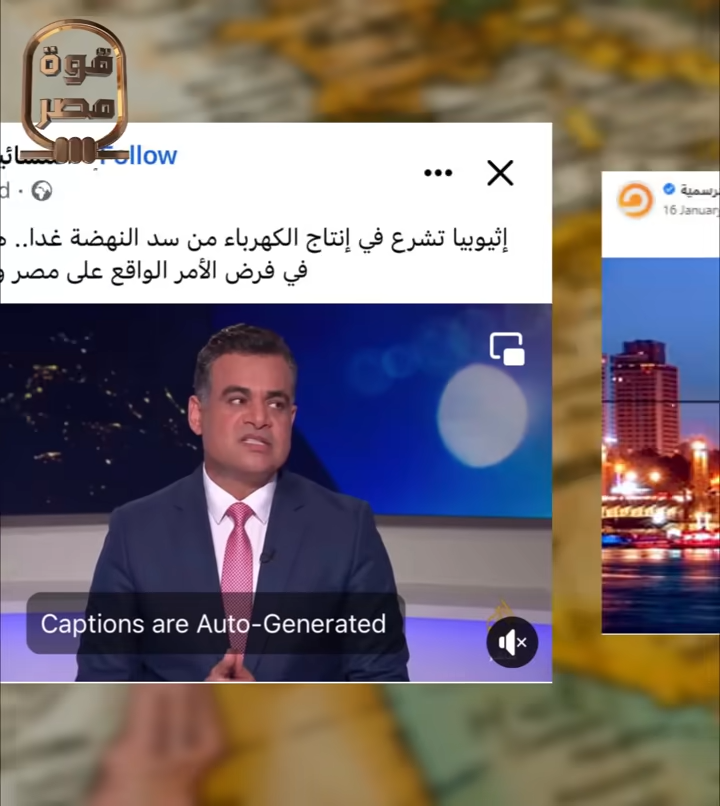 قوة
مصر
Follow
d
إثيوبيا تشرع في إنتاج الكهرباء من سد النهضة غدا..
في فرض الأمر الواقع على مصر و
Captions are Auto-Generated
16 January